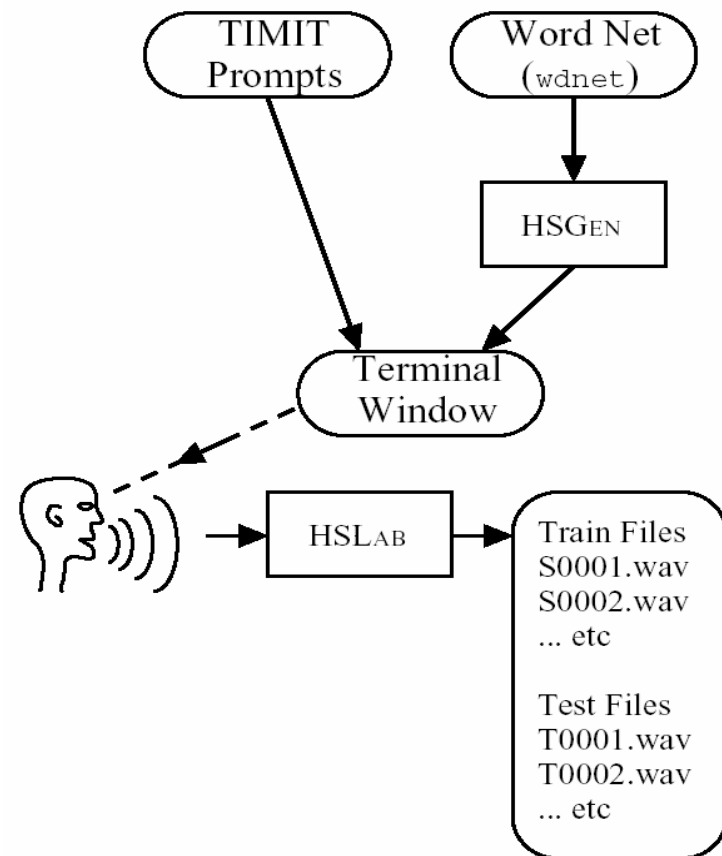 TIMIT
Prompts
Word Net
(wdnet)
HSGEN
Terminal
Window
HSLAB
Train Files
S0001.wav
S0002.wav
... etc
Test Files
T0001.wav
T0002.wav
... etc